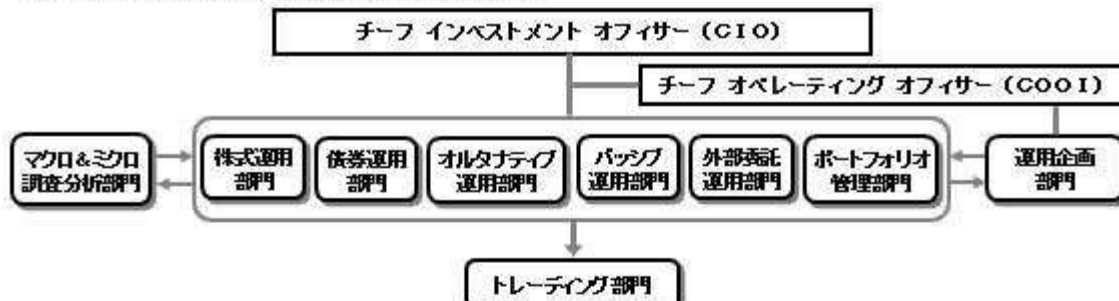 チーフ インベストメント オフィサー (CIO)
チーフ オペレーティング オフィサー (COOI)
マクロ&ミクロ
調査分析部門
株式運用
部門
債券運用
部門
オルタナティブ
運用部門
パッシブ
運用部門
外部委託
運用部門
ポートフォリオ
管理部門
運用企画
部門
トレーディング部門